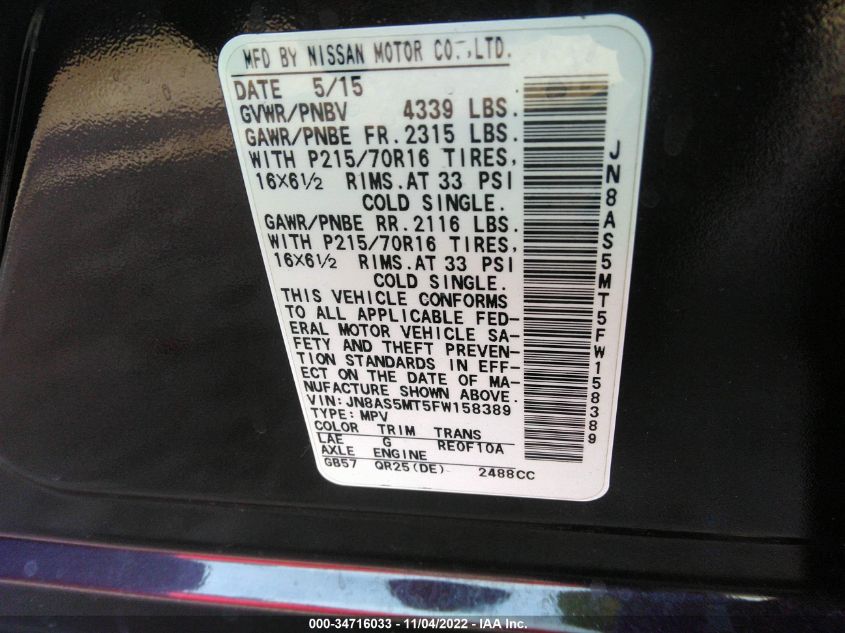 MFD BY NISSAN MOTOR CO.,LTD.
DATE 5/15
GVWR/PNBV 4339 LBS.
GAWR/PNBE FR.2315 LBS.
WITH P215/70R16 TIRES,
16X6½ RIMS.AT 33 PSI
COLD SINGLE.
GAWR/PNBE RR.2116 LBS.
WITH P215/70R16 TIRES,
16X6½ RIMS.AT 33 PSI
COLD SINGLE.
THIS VEHICLE CONFORMS
TO ALL APPLICABLE FED-
ERAL MOTOR VEHICLE SA-
FETY AND THEFT PREVEN-
TION STANDARDS IN EFF-
ECT ON THE DATE OF MA-
NUFACTURE SHOWN ABOVE.
VIN:JN8AS5MT5FW158389
TYPE:MPV
COLOR TRIM TRANS
LAE G RE0F10A
AXLE ENGINE
GB57 QR25(DE) 2488CC
JN8AS5MT5FW158389
000-34716033 - 11/04/2022 - IAA Inc.